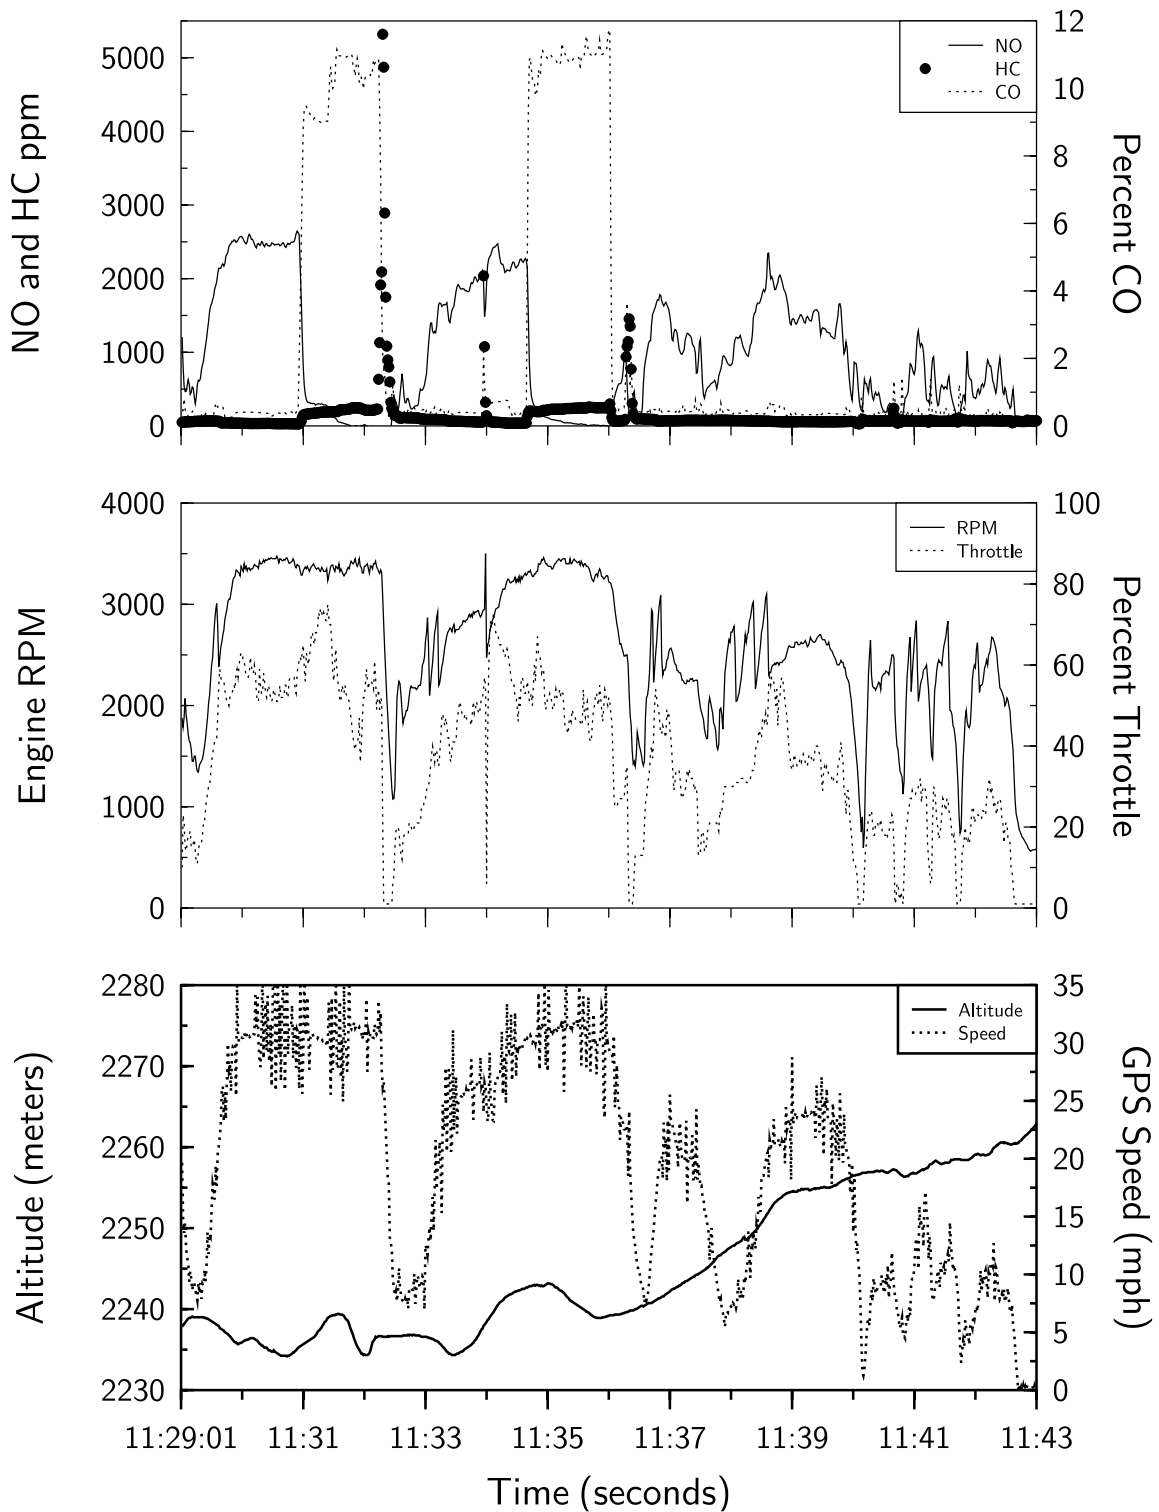 12
5000
4000
3000
2000
1000
0
10
8
6
4
2
0
NO and HC ppm
Percent CO
NO
HC
CO
4000
3000
2000
1000
0
100
80
60
40
20
0
Engine RPM
Percent Throttle
RPM
Throttle
2280
2270
2260
2250
2240
2230
35
30
25
20
15
10
5
0
Altitude (meters)
GPS Speed (mph)
Altitude
Speed
11:29:01 11:31 11:33 11:35 11:37 11:39 11:41 11:43
Time (seconds)